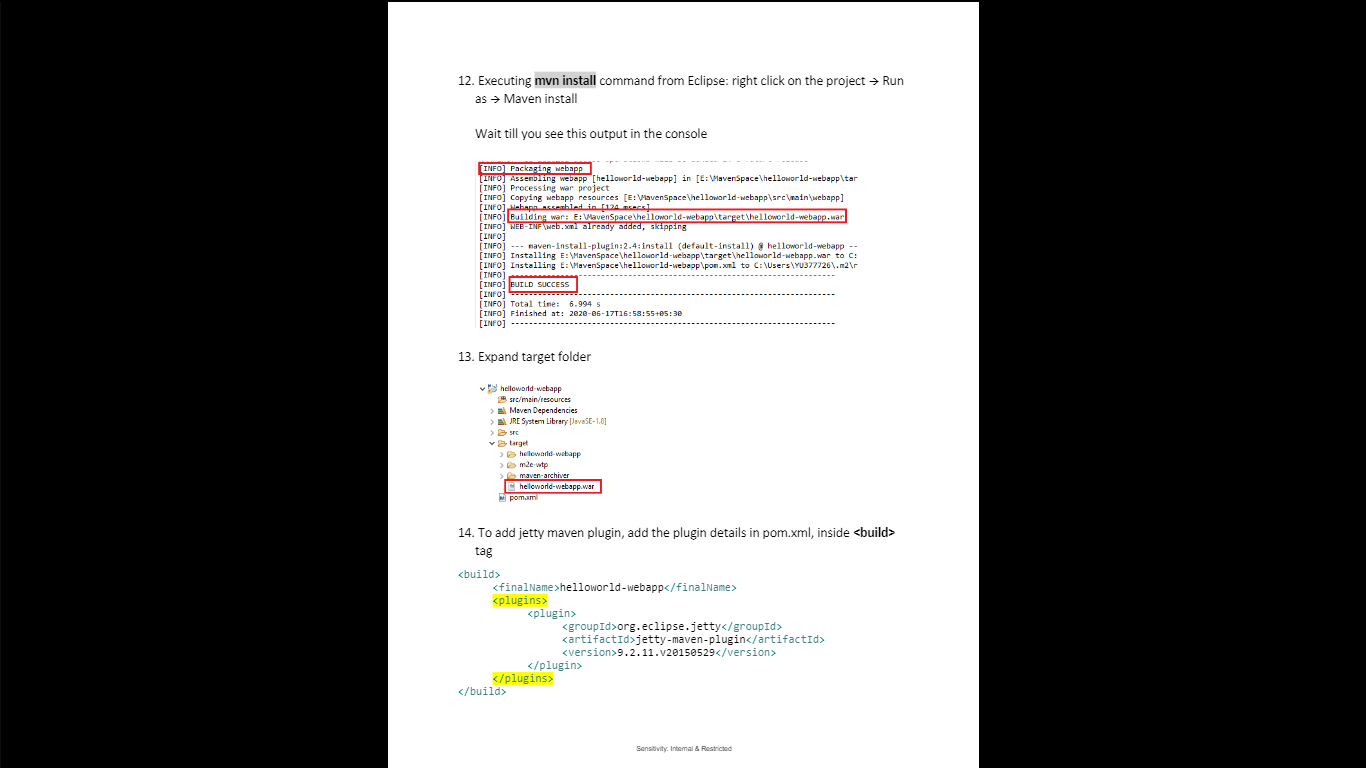 12. Executing mvn install command from Eclipse: right click on the project → Run
as → Maven install
Wait till you see this output in the console
[INFO] Packaging webapp
[INFO] Assembling webapp [helloworld-webapp] in [E:\MavenSpace\helloworld-webapp\tar
[INFO] Processing war project
[INFO] Copying webapp resources [E:\MavenSpace\helloworld-webapp\src\main\webapp]
[INFO] Webapp assembled in [124 msecs]
[INFO] Building war: E:\MavenSpace\helloworld-webapp\target\helloworld-webapp.war
[INFO] WEB-INF\web.xml already added, skipping
[INFO]
[INFO] --- maven-install-plugin:2.4:install (default-install) @ helloworld-webapp --
[INFO] Installing E:\MavenSpace\helloworld-webapp\target\helloworld-webapp.war to C:
[INFO] Installing E:\MavenSpace\helloworld-webapp\pom.xml to C:\Users\YU377726\.m2\r
[INFO] ------------------------------------------------------------------------
[INFO] BUILD SUCCESS
[INFO] ------------------------------------------------------------------------
[INFO] Total time:  6.994 s
[INFO] Finished at: 2020-06-17T16:58:55+05:30
[INFO] ------------------------------------------------------------------------
13. Expand target folder
helloworld-webapp
src/main/resources
Maven Dependencies
JRE System Library [JavaSE-1.8]
src
target
helloworld-webapp
m2e-wtp
maven-archiver
helloworld-webapp.war
pom.xml
14. To add jetty maven plugin, add the plugin details in pom.xml, inside <build>
tag
<build>
<finalName>helloworld-webapp</finalName>
<plugins>
<plugin>
<groupId>org.eclipse.jetty</groupId>
<artifactId>jetty-maven-plugin</artifactId>
<version>9.2.11.v20150529</version>
</plugin>
</plugins>
</build>
Sensitivity: Internal & Restricted